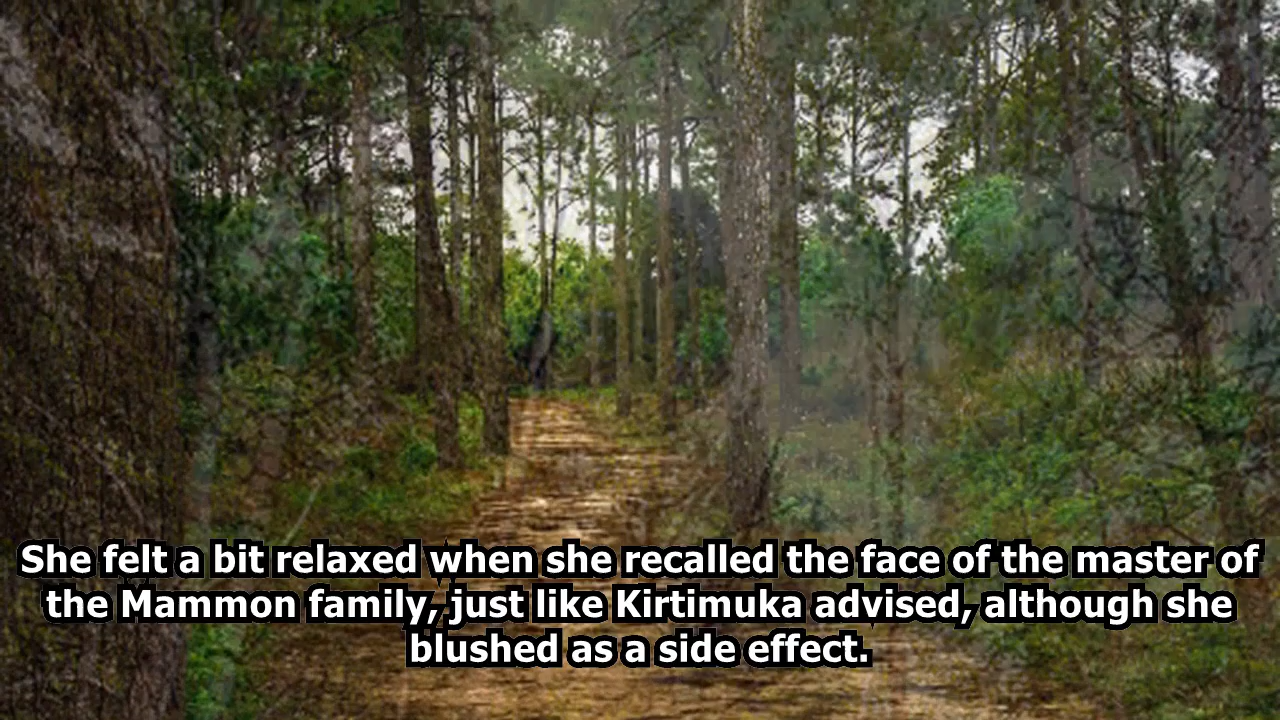 She felt a bit relaxed when she recalled the face of the master of
the Mammon family, just like Kirtimuka advised, although she
blushed as a side effect.